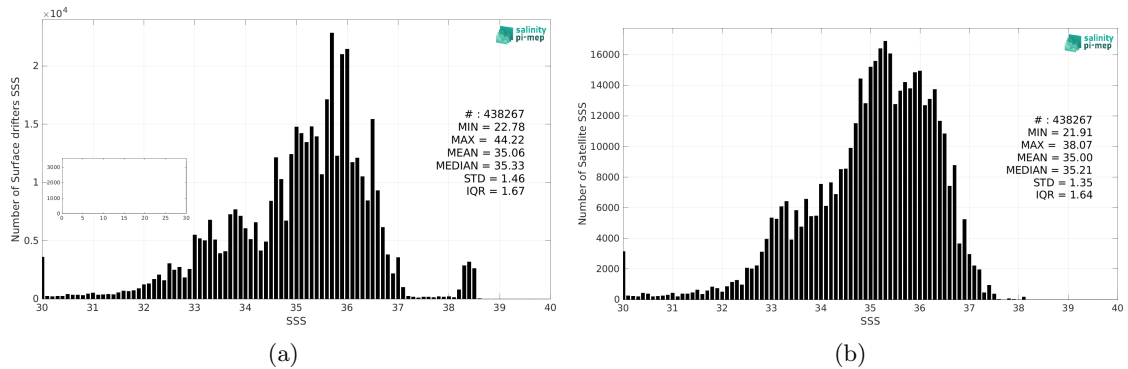 ×10^4
salinity
pi-mep
Number of Surface drifters SSS
2
1.5
1
0.5
0
# : 438267
MIN = 22.78
MAX = 44.22
MEAN = 35.06
MEDIAN = 35.33
STD = 1.46
IQR = 1.67
3000
2000
1000
0
0 5 10 15 20 25 30
30 31 32 33 34 35 36 37 38 39 40
SSS
(a)
salinity
pi-mep
Number of Satellite SSS
16000
14000
12000
10000
8000
6000
4000
2000
0
# : 438267
MIN = 21.91
MAX = 38.07
MEAN = 35.00
MEDIAN = 35.21
STD = 1.35
IQR = 1.64
30 31 32 33 34 35 36 37 38 39 40
SSS
(b)